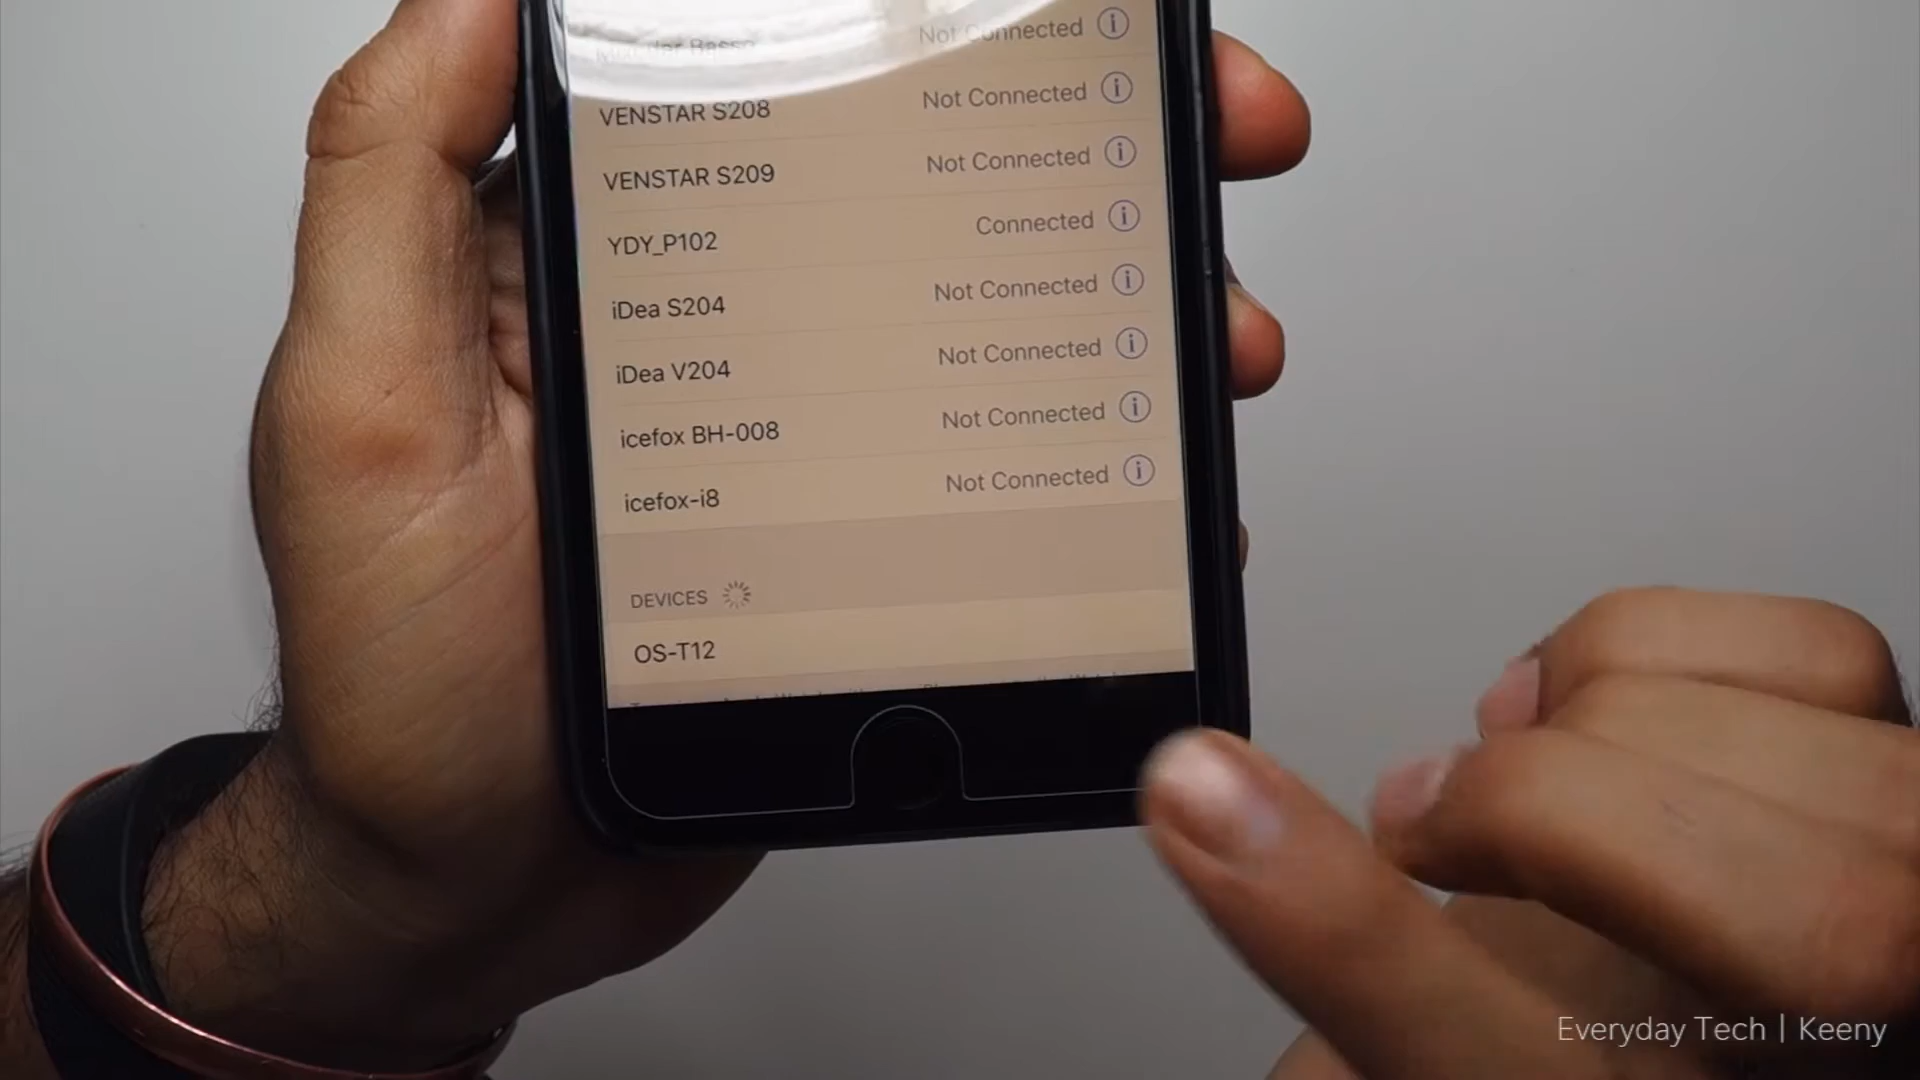 Not Connected
VENSTAR S208 Not Connected
VENSTAR S209 Not Connected
YDY_P102 Connected
iDea S204 Not Connected
iDea V204 Not Connected
icefox BH-008 Not Connected
icefox-i8 Not Connected
DEVICES
OS-T12
Everyday Tech | Keeny